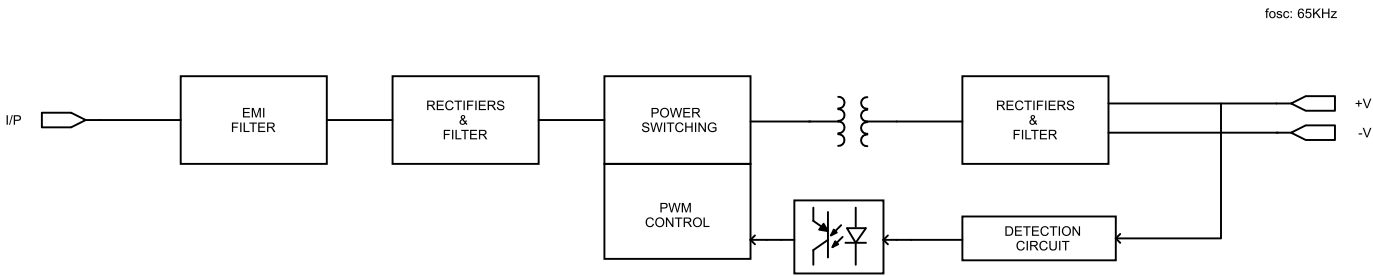 fosc: 65KHz
I/P
EMI
FILTER
RECTIFIERS
&
FILTER
POWER
SWITCHING
RECTIFIERS
&
FILTER
+V
-V
PWM
CONTROL
DETECTION
CIRCUIT